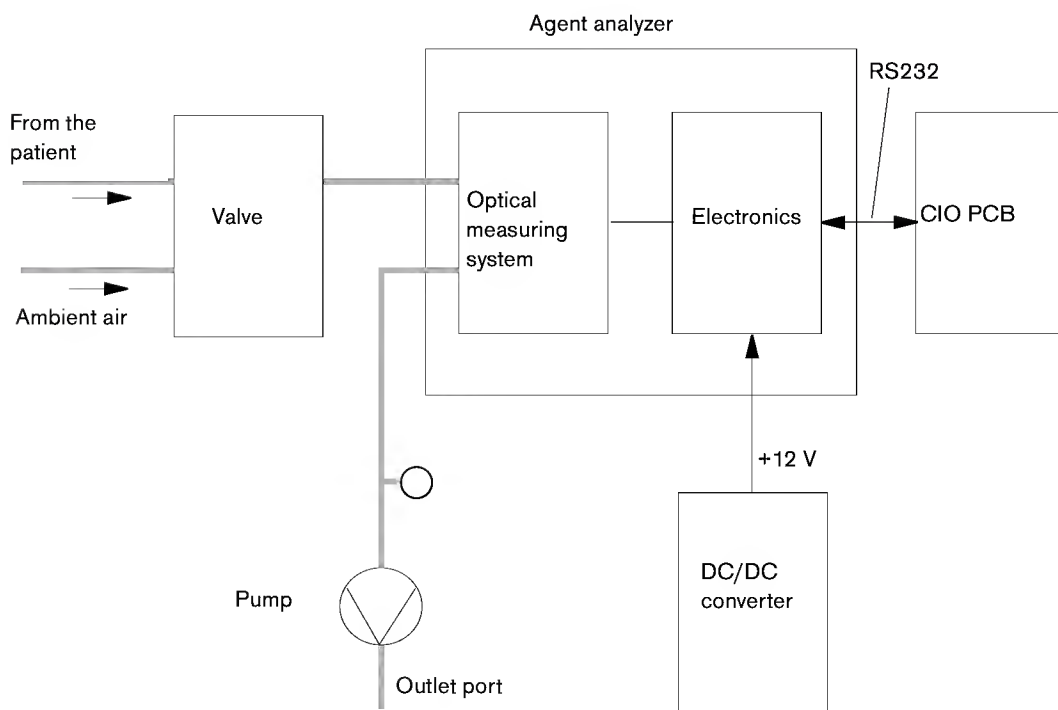 Agent analyzer
RS232
From the
patient
Valve
Optical
measuring
system
Electronics
CIO PCB
Ambient air
+12 V
DC/DC
converter
Pump
Outlet port